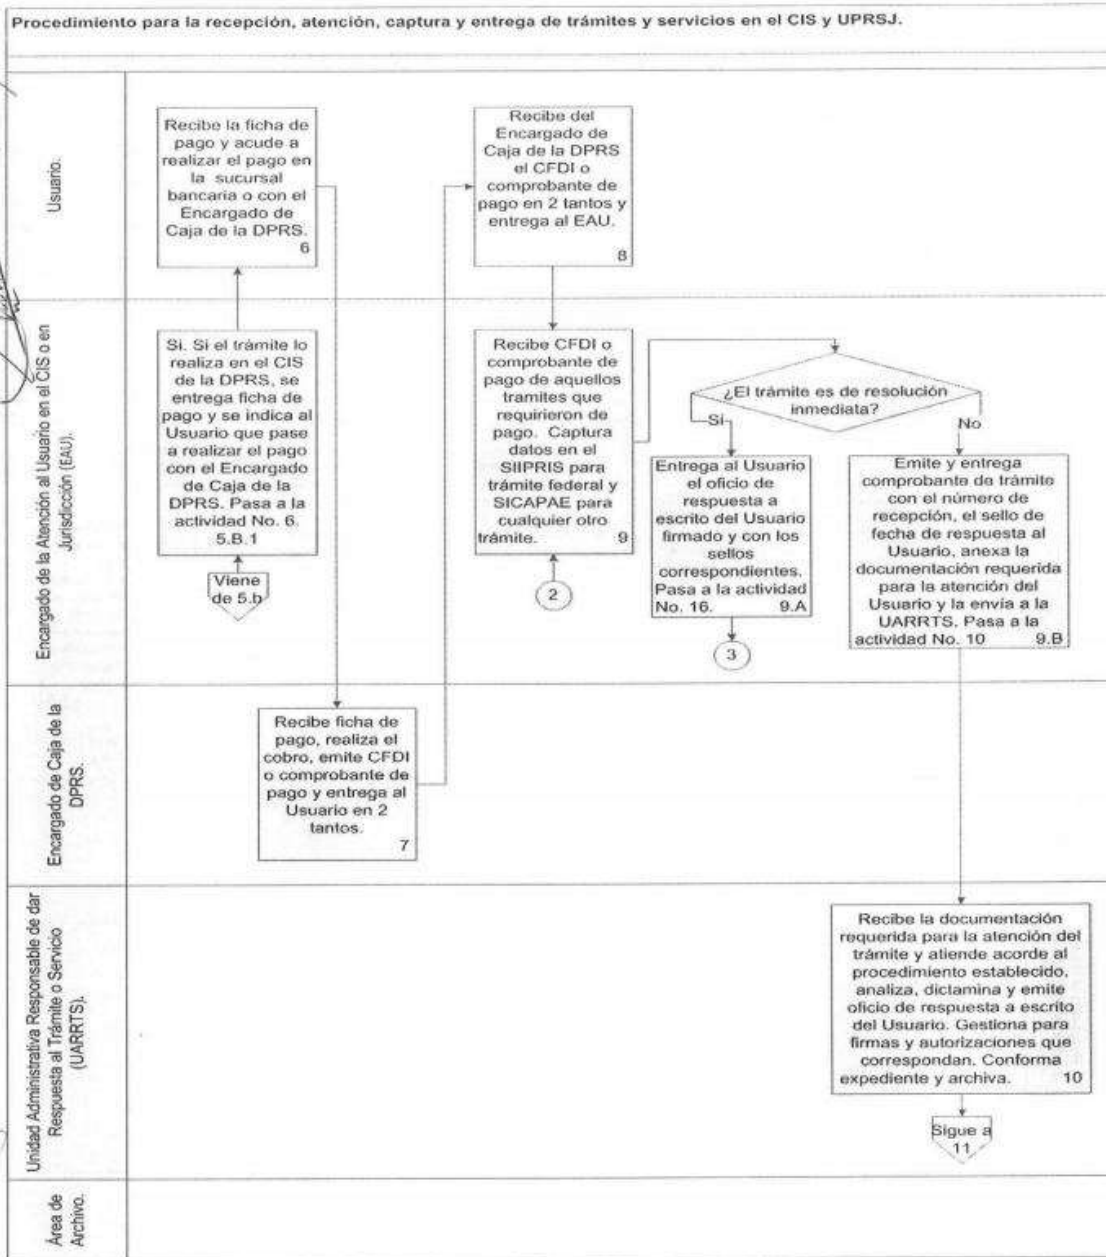 Procedimiento para la recepción, atención, captura y entrega de trámites y servicios en el CIS y UPRSJ.
Usuario.
Recibe la ficha de
pago y acude a
realizar el pago en
la sucursal
bancaria o con el
Encargado de
Caja de la DPRS.
6
Recibe del
Encargado de
Caja de la DPRS
el CFDI o
comprobante de
pago en 2 tantos y
entrega al EAU.
8
Encargado de la Atención al Usuario en el CIS o en
Jurisdicción (EAU).
Si. Si el trámite lo
realiza en el CIS
de la DPRS, se
entrega ficha de
pago y se indica al
Usuario que pase
a realizar el pago
con el Encargado
de Caja de la
DPRS. Pasa a la
actividad No. 6.
5.B.1
Viene
de 5.b
Recibe CFDI o
comprobante de
pago de aquellos
tramites que
requirieron de
pago. Captura
datos en el
SIIPRIS para
trámite federal y
SICAPAE para
cualquier otro
trámite. 9
2
¿El trámite es de resolución
inmediata?
Sí
No
Entrega al Usuario
el oficio de
respuesta a
escrito del Usuario
firmado y con los
sellos
correspondientes.
Pasa a la actividad
No. 16. 9.A
3
Emite y entrega
comprobante de trámite
con el número de
recepción, el sello de
fecha de respuesta al
Usuario, anexa la
documentación requerida
para la atención del
Usuario y la envía a la
UARRTS. Pasa a la
actividad No. 10 9.B
Encargado de Caja de la
DPRS.
Recibe ficha de
pago, realiza el
cobro, emite CFDI
o comprobante de
pago y entrega al
Usuario en 2
tantos.
7
Unidad Administrativa Responsable de dar
Respuesta al Trámite o Servicio
(UARRTS).
Recibe la documentación
requerida para la atención del
trámite y atiende acorde al
procedimiento establecido,
analiza, dictamina y emite
oficio de respuesta a escrito
del Usuario. Gestiona para
firmas y autorizaciones que
correspondan. Conforma
expediente y archiva. 10
Sigue a
11
Área de
Archivo.